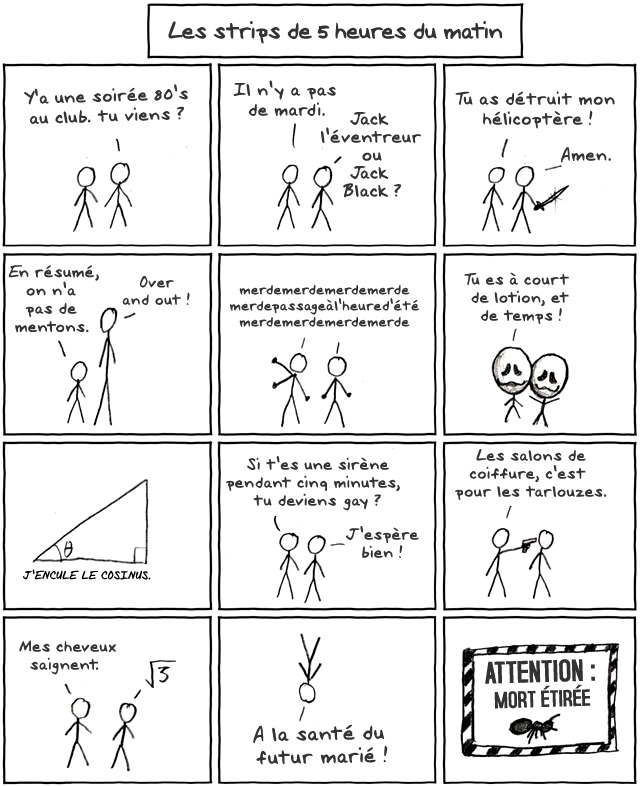 Les strips de 5 heures du matin
Y'a une soirée 80's
au club. tu viens ?
Il n'y a pas
de mardi.
Jack
l'éventreur
ou
Jack
Black ?
Tu as détruit mon
hélicoptère !
Amen.
En résumé,
on n'a
pas de
mentons.
Over
and out !
merdemerdemerdemerde
merdepassageàl'heured'été
merdemerdemerdemerde
Tu es à court
de lotion, et
de temps !
θ
J'ENCULE LE COSINUS.
Si t'es une sirène
pendant cinq minutes,
tu deviens gay ?
J'espère
bien !
Les salons de
coiffure, c'est
pour les tarlouzes.
Mes cheveux
saignent.
√3
A la santé du
futur marié !
ATTENTION :
MORT ÉTIRÉE